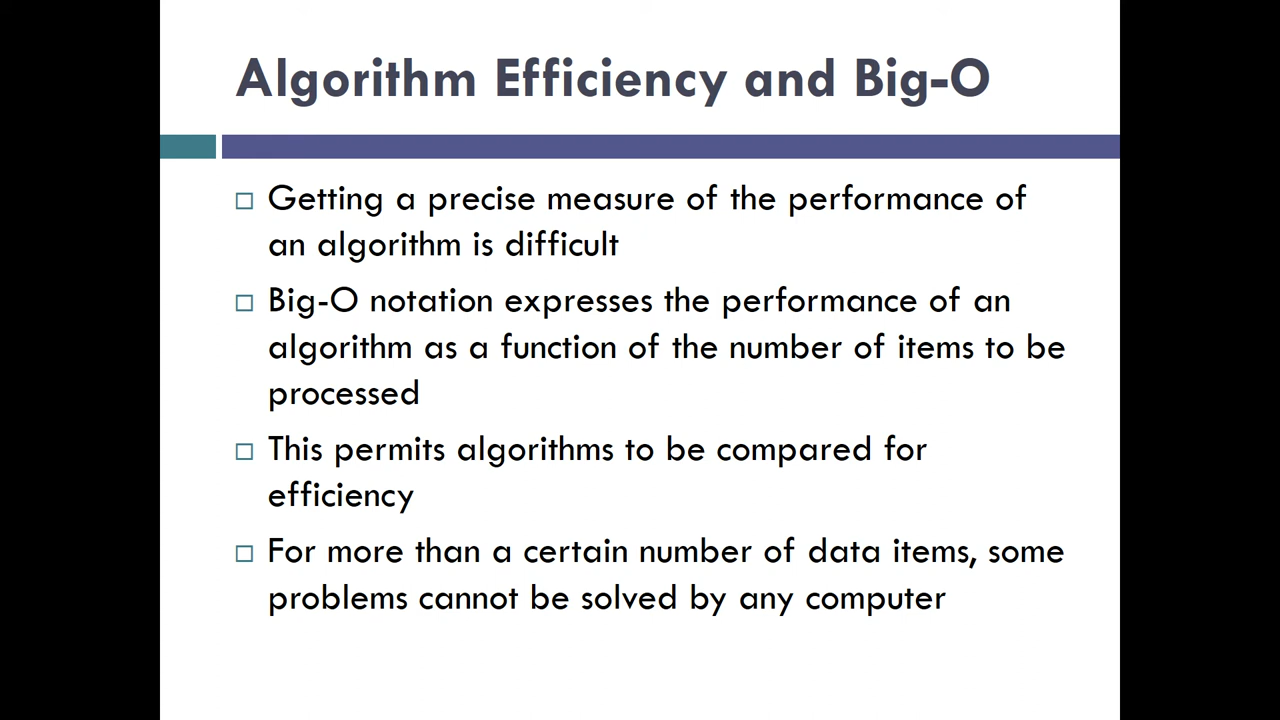 Algorithm Efficiency and Big-O
Getting a precise measure of the performance of
an algorithm is difficult
Big-O notation expresses the performance of an
algorithm as a function of the number of items to be
processed
This permits algorithms to be compared for
efficiency
For more than a certain number of data items, some
problems cannot be solved by any computer